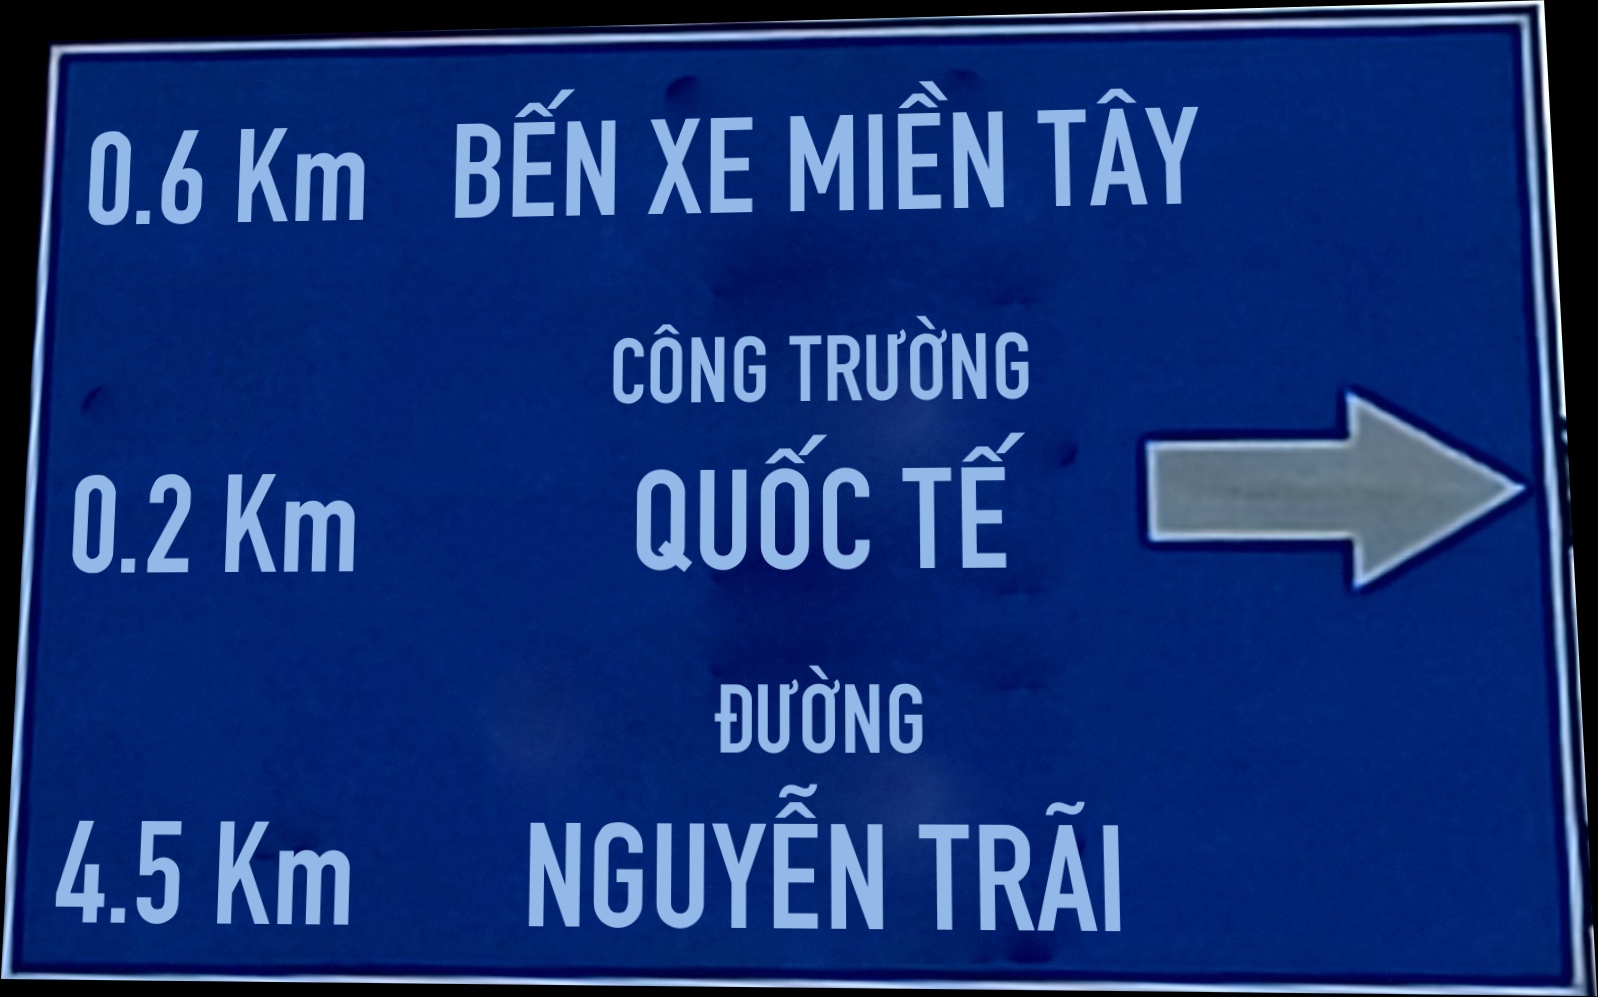 0.6 Km BẾN XE MIỀN TÂY
CÔNG TRƯỜNG
0.2 Km QUỐC TẾ
ĐƯỜNG
4.5 Km NGUYỄN TRÃI